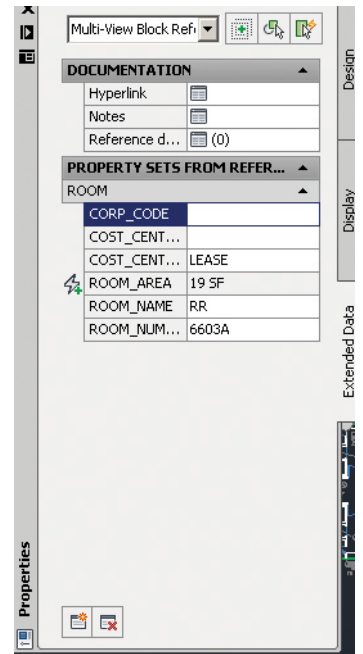 Multi-View Block Refe
DOCUMENTATION
Hyperlink
Notes
Reference d... (0)
PROPERTY SETS FROM REFER...
ROOM
CORP_CODE
COST_CENT...
COST_CENT... LEASE
ROOM_AREA 19 SF
ROOM_NAME RR
ROOM_NUM... 6603A
Design
Display
Extended Data
Properties